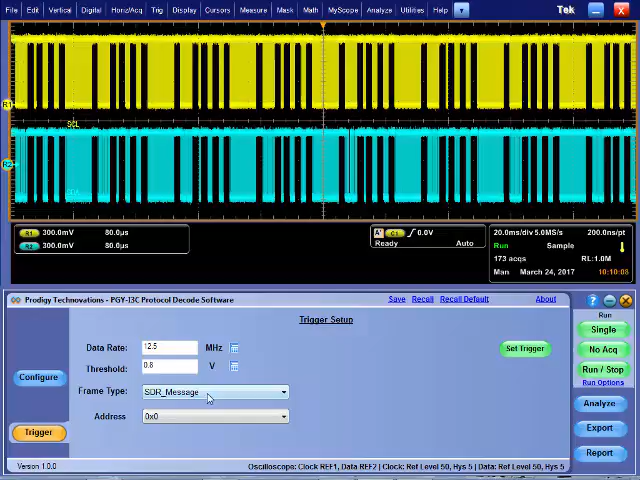 File Edit Vertical Digital Horiz/Acq Trig Display Cursors Measure Mask Math MyScope Analyze Utilities Help Tek
R1
SCL
R2
SDA
R1 300.0mV 80.0µs
R2 300.0mV 80.0µs
A' C1 0.0V
Ready Auto
20.0ms/div 5.0MS/s 200.0ns/pt
Run Sample
173 acqs RL:1.0M
Man March 24, 2017 10:10:08
Prodigy Technovations - PGY-I3C Protocol Decode Software Save Recall Recall Default About
Run
Trigger Setup
Single
Data Rate: 12.5 MHz Set Trigger No Acq
Threshold: 0.8 V Run / Stop
Configure Run Options
Frame Type: SDR_Message
Analyze
Address 0x0
Export
Trigger
Report
Version 1.0.0 Oscilloscope: Clock REF1, Data REF2 | Clock: Ref Level 50, Hys 5 | Data: Ref Level 50, Hys 5